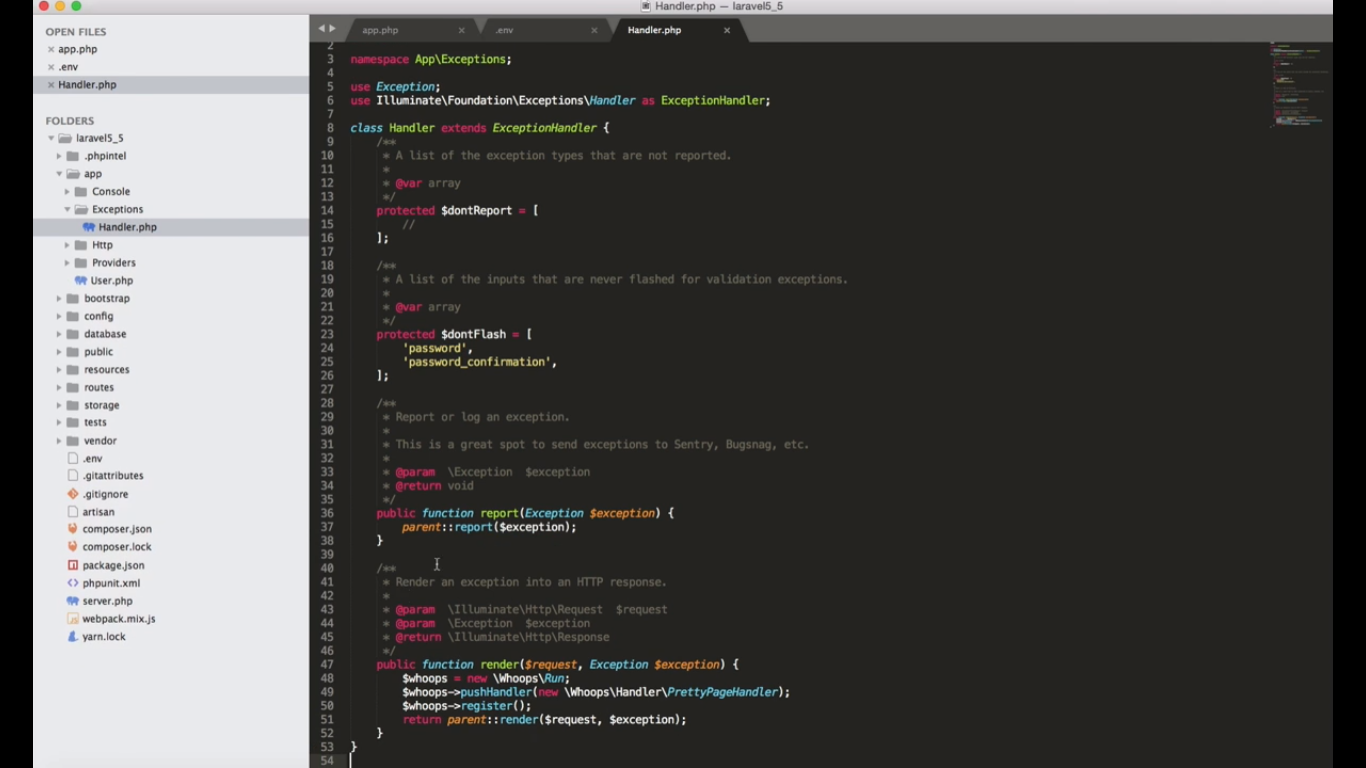 Handler.php — laravel5_5
OPEN FILES
× app.php
× .env
× Handler.php
FOLDERS
laravel5_5
.phpintel
app
Console
Exceptions
Handler.php
Http
Providers
User.php
bootstrap
config
database
public
resources
routes
storage
tests
vendor
.env
.gitattributes
.gitignore
artisan
composer.json
composer.lock
package.json
phpunit.xml
server.php
webpack.mix.js
yarn.lock
app.php ×
.env ×
Handler.php ×
2
3 namespace App\Exceptions;
4
5 use Exception;
6 use Illuminate\Foundation\Exceptions\Handler as ExceptionHandler;
7
8 class Handler extends ExceptionHandler {
9 /**
10 * A list of the exception types that are not reported.
11 *
12 * @var array
13 */
14 protected $dontReport = [
15 //
16 ];
17
18 /**
19 * A list of the inputs that are never flashed for validation exceptions.
20 *
21 * @var array
22 */
23 protected $dontFlash = [
24 'password',
25 'password_confirmation',
26 ];
27
28 /**
29 * Report or log an exception.
30 *
31 * This is a great spot to send exceptions to Sentry, Bugsnag, etc.
32 *
33 * @param \Exception $exception
34 * @return void
35 */
36 public function report(Exception $exception) {
37 parent::report($exception);
38 }
39
40 /**
41 * Render an exception into an HTTP response.
42 *
43 * @param \Illuminate\Http\Request $request
44 * @param \Exception $exception
45 * @return \Illuminate\Http\Response
46 */
47 public function render($request, Exception $exception) {
48 $whoops = new \Whoops\Run;
49 $whoops->pushHandler(new \Whoops\Handler\PrettyPageHandler);
50 $whoops->register();
51 return parent::render($request, $exception);
52 }
53 }
54